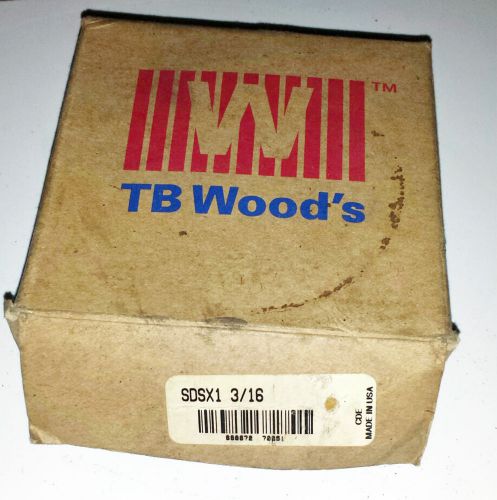 W TM
TB Wood's
SDSX1 3/16
CDE
MADE IN USA